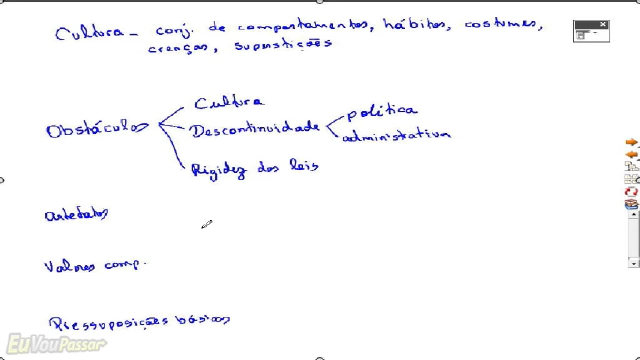 Cultura - conj. de comportamentos, hábitos, costumes,
crenças, superstições
Cultura
Obstáculos
Descontinuidade
política
administrativa
Rigidez das leis
artefatos
Valores comp.
Pressuposições básicas
EuVouPassar